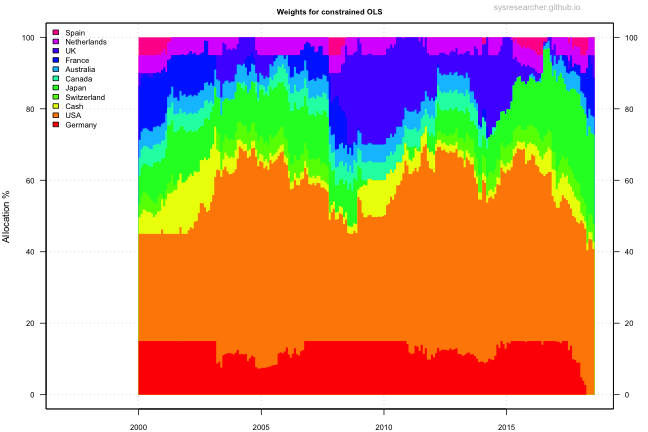 Weights for constrained OLS
sysresearcher.github.io
Spain
Netherlands
UK
France
Australia
Canada
Japan
Switzerland
Cash
USA
Germany
Allocation %
100
80
60
40
20
0
100
80
60
40
20
0
2000
2005
2010
2015